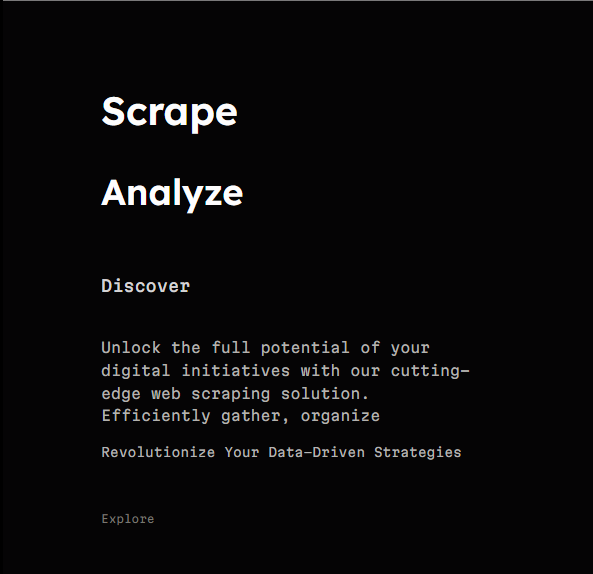 Scrape
Analyze
Discover
Unlock the full potential of your
digital initiatives with our cutting-
edge web scraping solution.
Efficiently gather, organize
Revolutionize Your Data-Driven Strategies
Explore